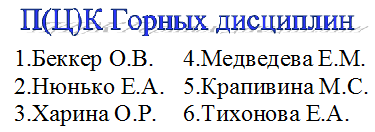 П(Ц)К Горных дисциплин
1.Беккер О.В. 4.Медведева Е.М.
2.Нюнько Е.А. 5.Крапивина М.С.
3.Харина О.Р. 6.Тихонова Е.А.